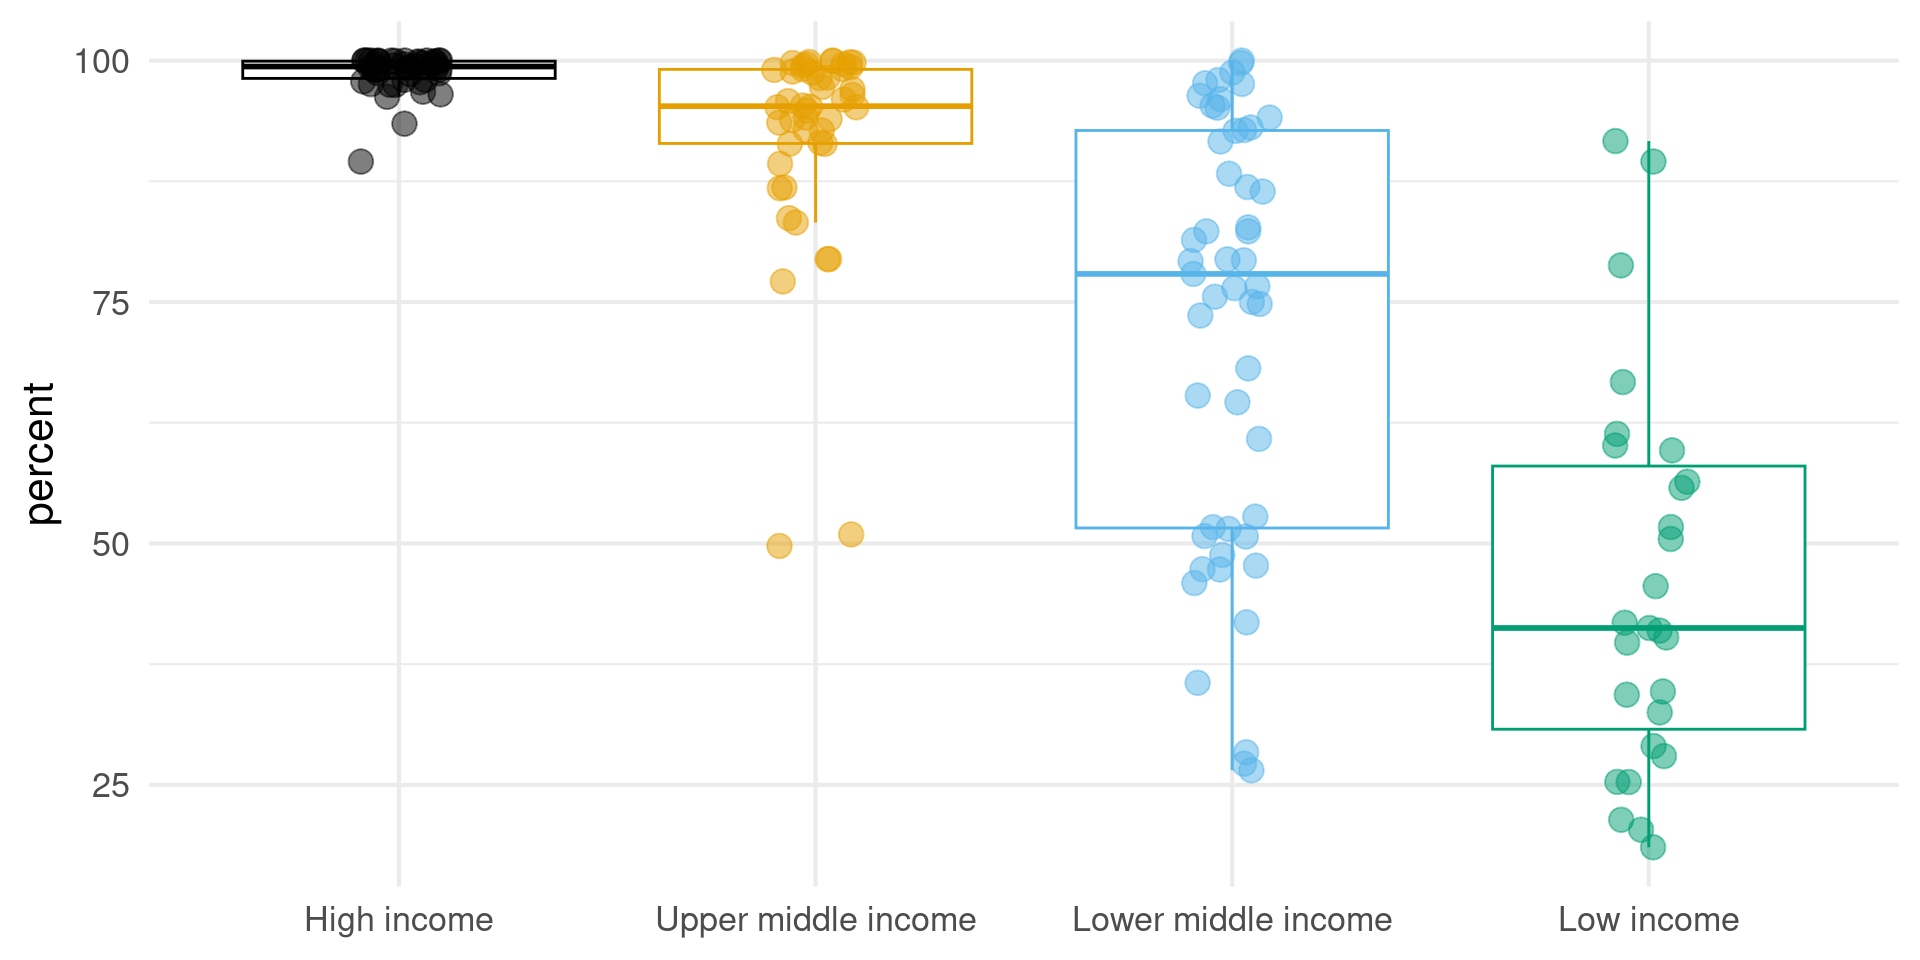 percent
100
75
50
25
High income
Upper middle income
Lower middle income
Low income